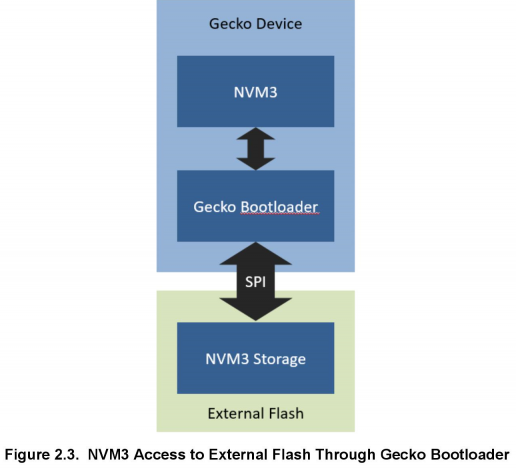 Gecko Device
NVM3
Gecko Bootloader
SPI
NVM3 Storage
External Flash
Figure 2.3. NVM3 Access to External Flash Through Gecko Bootloader